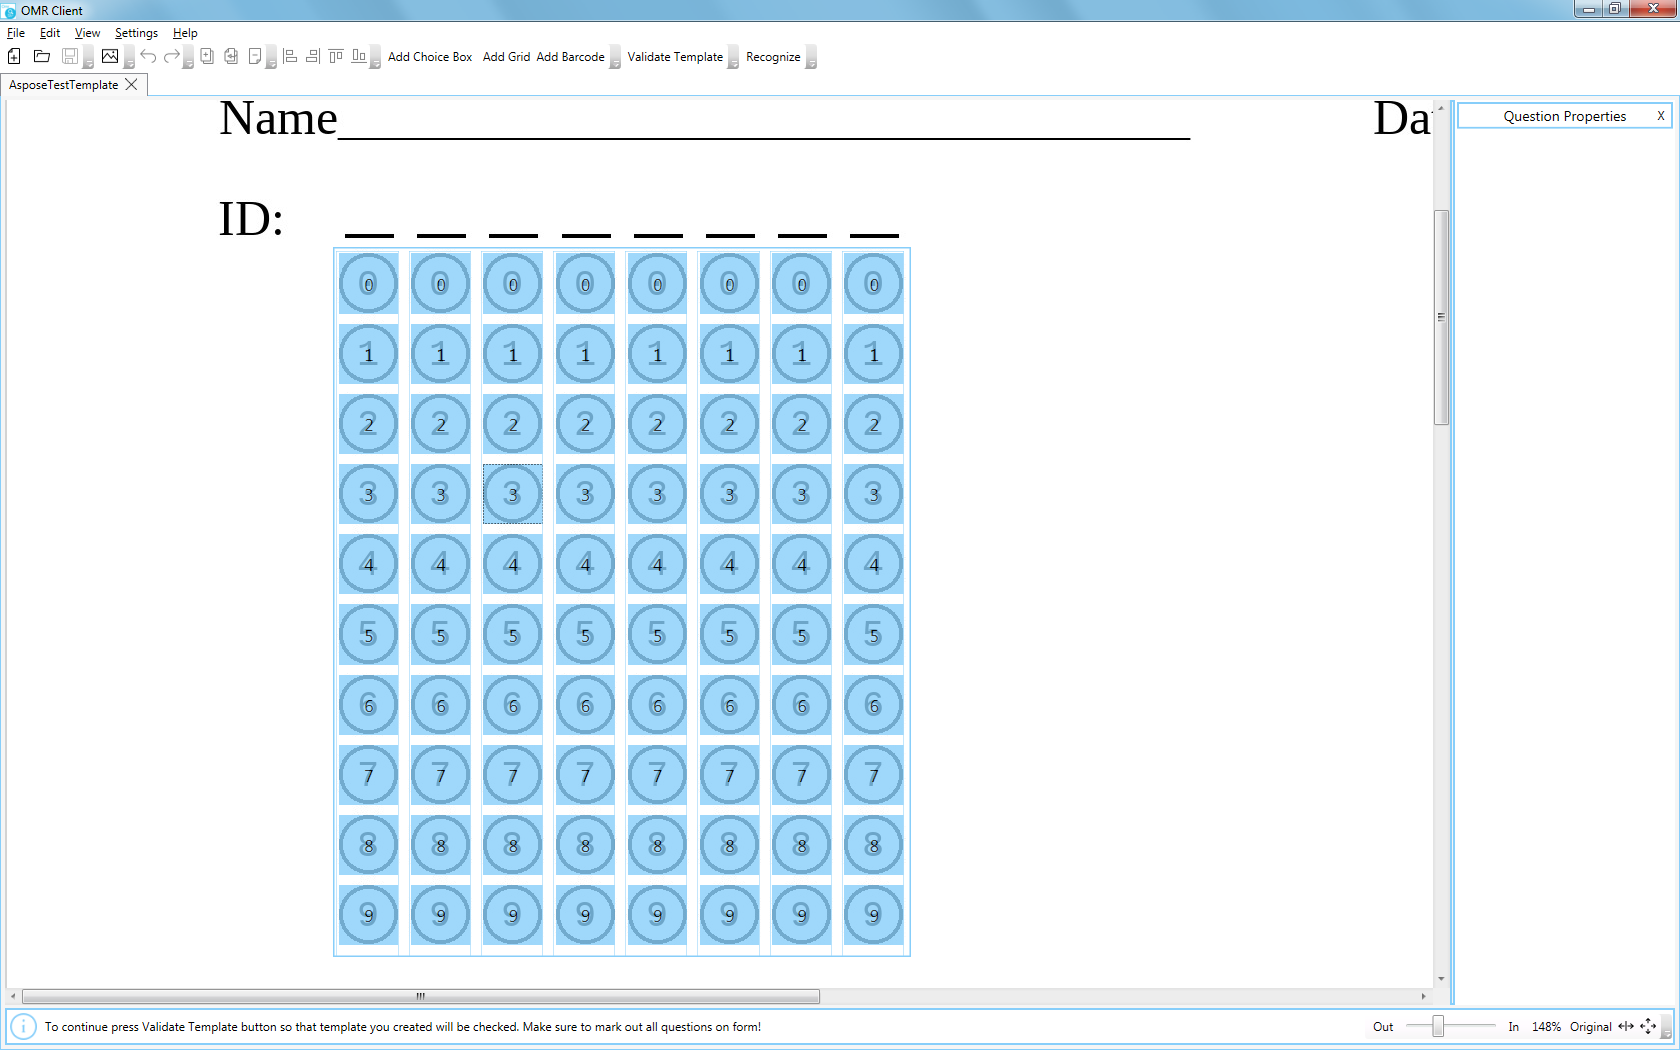 OMR Client
File Edit View Settings Help
Add Choice Box Add Grid Add Barcode Validate Template Recognize
AsposeTestTemplate
Question Properties X
Name
ID:
0 0 0 0 0 0 0 0
1 1 1 1 1 1 1 1
2 2 2 2 2 2 2 2
3 3 3 3 3 3 3 3
4 4 4 4 4 4 4 4
5 5 5 5 5 5 5 5
6 6 6 6 6 6 6 6
7 7 7 7 7 7 7 7
8 8 8 8 8 8 8 8
9 9 9 9 9 9 9 9
To continue press Validate Template button so that template you created will be checked. Make sure to mark out all questions on form!
Out In 148% Original